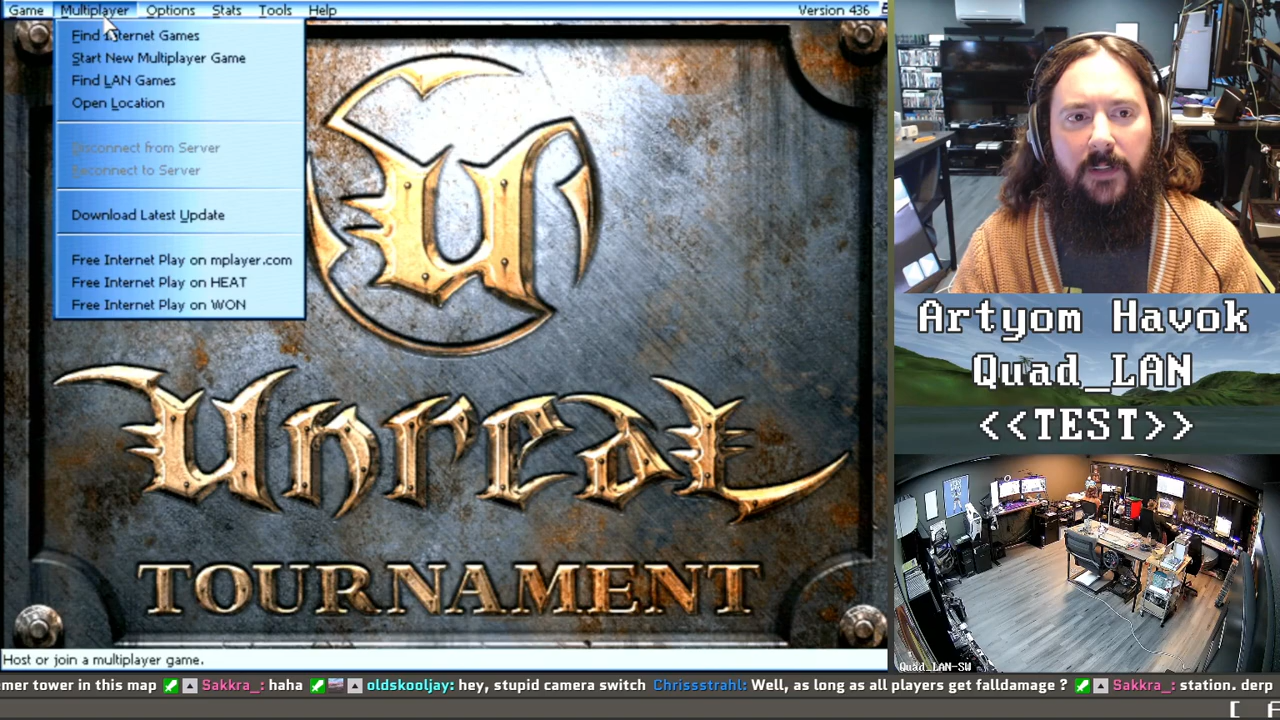 Game Multiplayer Options Stats Tools Help Version 436
Find Internet Games
Start New Multiplayer Game
Find LAN Games
Open Location
Disconnect from Server
Reconnect to Server
Download Latest Update
Free Internet Play on mplayer.com
Free Internet Play on HEAT
Free Internet Play on WON
U
Unreal
TOURNAMENT
Host or join a multiplayer game.
Artyom Havok
Quad_LAN
<<TEST>>
Quad_LAN-SW
mer tower in this map Sakkra_: haha oldskooljay: hey, stupid camera switch Chrissstrahl: Well, as long as all players get falldamage ? Sakkra_: station. derp
[